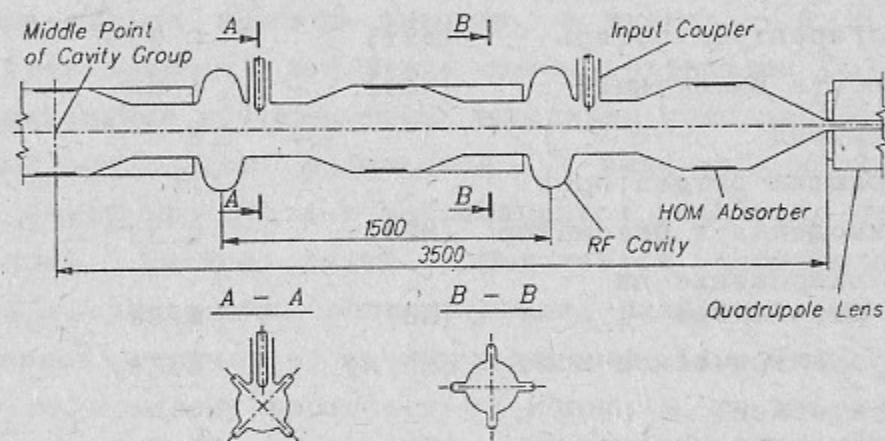 Middle Point
of Cavity Group
A
B
Input Coupler
A
B
HOM Absorber
1500
RF Cavity
3500
A - A
B - B
Quadrupole Lens